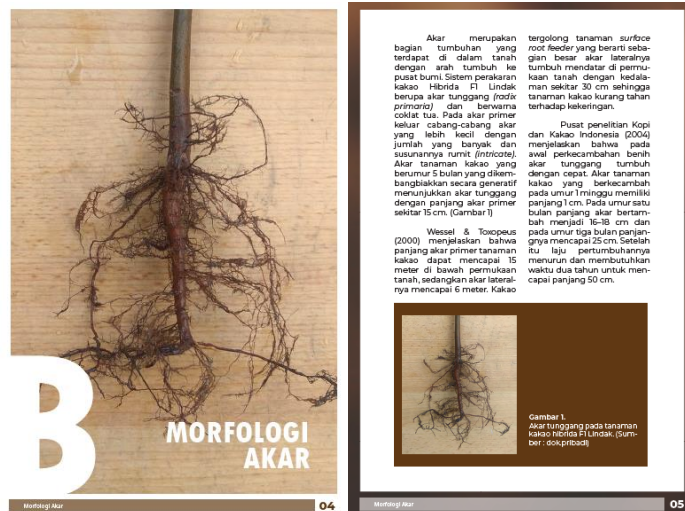 B
MORFOLOGI
AKAR
Morfologi Akar
04
Akar merupakan
bagian tumbuhan yang
terdapat di dalam tanah
dengan arah tumbuh ke
pusat bumi. Sistem perakaran
kakao Hibrida F1 Lindak
berupa akar tunggang (radix
primaria) dan berwarna
coklat tua. Pada akar primer
keluar cabang-cabang akar
yang lebih kecil dengan
jumlah yang banyak dan
susunannya rumit (intricate).
Akar tanaman kakao yang
berumur 5 bulan yang dikem-
bangbiakkan secara generatif
menunjukkan akar tunggang
dengan panjang akar primer
sekitar 15 cm. (Gambar 1)
Wessel & Toxopeus
(2000) menjelaskan bahwa
panjang akar primer tanaman
kakao dapat mencapai 15
meter di bawah permukaan
tanah, sedangkan akar lateral-
nya mencapai 6 meter. Kakao
tergolong tanaman surface
root feeder yang berarti seba-
gian besar akar lateralnya
tumbuh mendatar di permu-
kaan tanah dengan kedala-
man sekitar 30 cm sehingga
tanaman kakao kurang tahan
terhadap kekeringan.
Pusat penelitian Kopi
dan Kakao Indonesia (2004)
menjelaskan bahwa pada
awal perkecambahan benih
akar tunggang tumbuh
dengan cepat. Akar tanaman
kakao yang berkecambah
pada umur 1 minggu memiliki
panjang 1 cm. Pada umur satu
bulan panjang akar bertam-
bah menjadi 16-18 cm dan
pada umur tiga bulan panjan-
gnya mencapai 25 cm. Setelah
itu laju pertumbuhannya
menurun dan membutuhkan
waktu dua tahun untuk men-
capai panjang 50 cm.
Gambar 1.
Akar tunggang pada tanaman
kakao hibrida F1 Lindak. (Sum-
ber : dok.pribadi)
Morfologi Akar
05